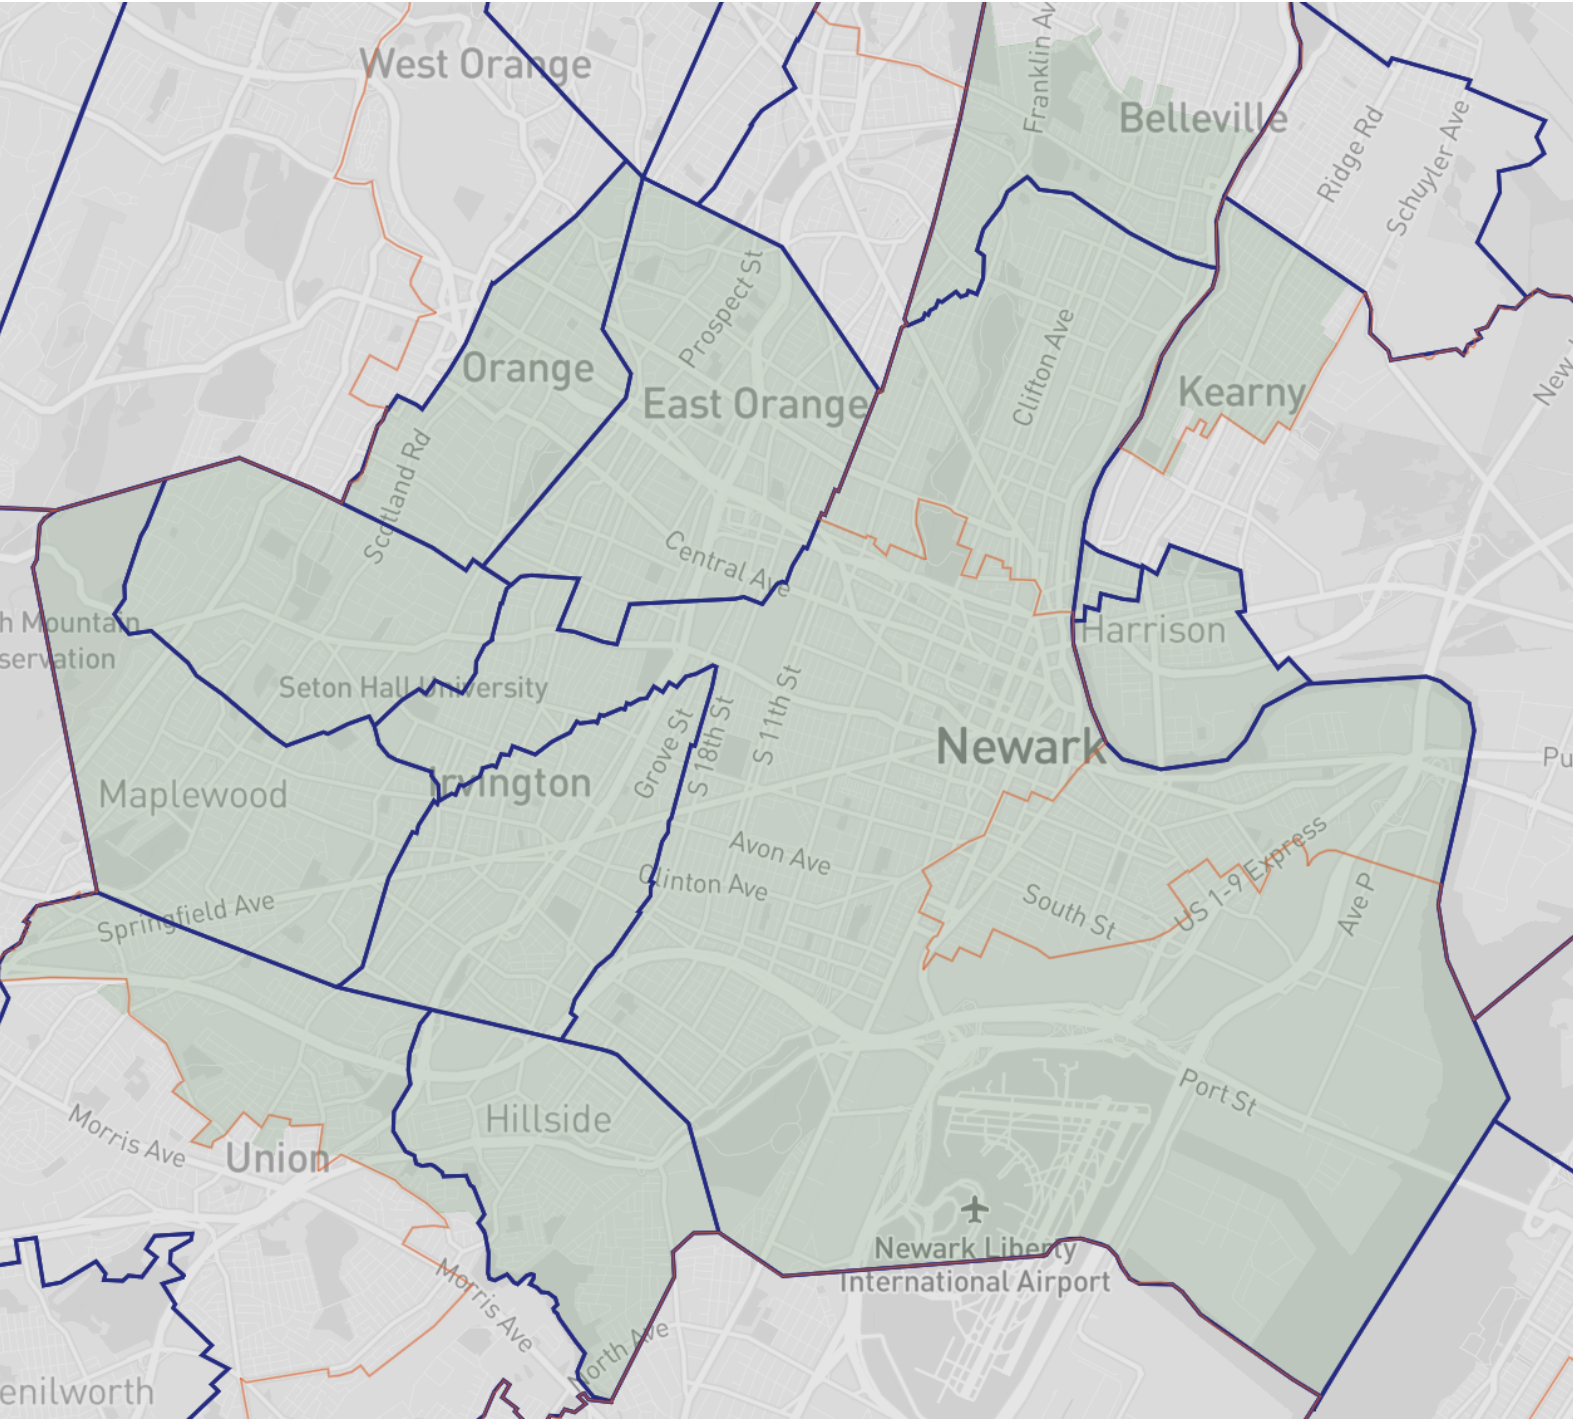 West Orange
Franklin Av
Belleville
Ridge Rd
Schuyler Ave
Prospect St
Orange
East Orange
Clifton Ave
Kearny
New
Scotland Rd
Central Ave
h Mountain
servation
Harrison
Seton Hall University
Grove St
S 18th St
S 11th St
Newark
Pu
Maplewood
Irvington
Avon Ave
Clinton Ave
US 1-9 Express
South St
Ave P
Springfield Ave
Port St
Morris Ave
Hillside
Union
Newark Liberty
International Airport
Morris Ave
North Ave
enilworth